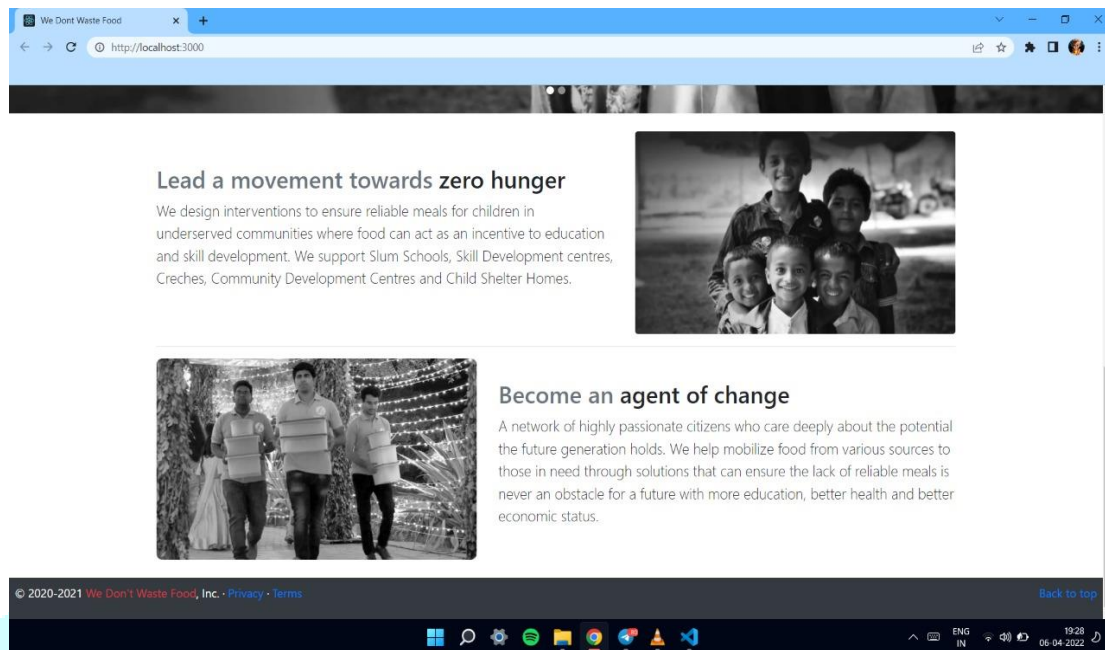 We Dont Waste Food
http://localhost:3000
Lead a movement towards zero hunger
We design interventions to ensure reliable meals for children in
underserved communities where food can act as an incentive to education
and skill development. We support Slum Schools, Skill Development centres,
Creches, Community Development Centres and Child Shelter Homes.
Become an agent of change
A network of highly passionate citizens who care deeply about the potential
the future generation holds. We help mobilize food from various sources to
those in need through solutions that can ensure the lack of reliable meals is
never an obstacle for a future with more education, better health and better
economic status.
© 2020-2021 We Don't Waste Food, Inc. · Privacy · Terms
Back to top
ENG
IN
19:28
06-04-2022